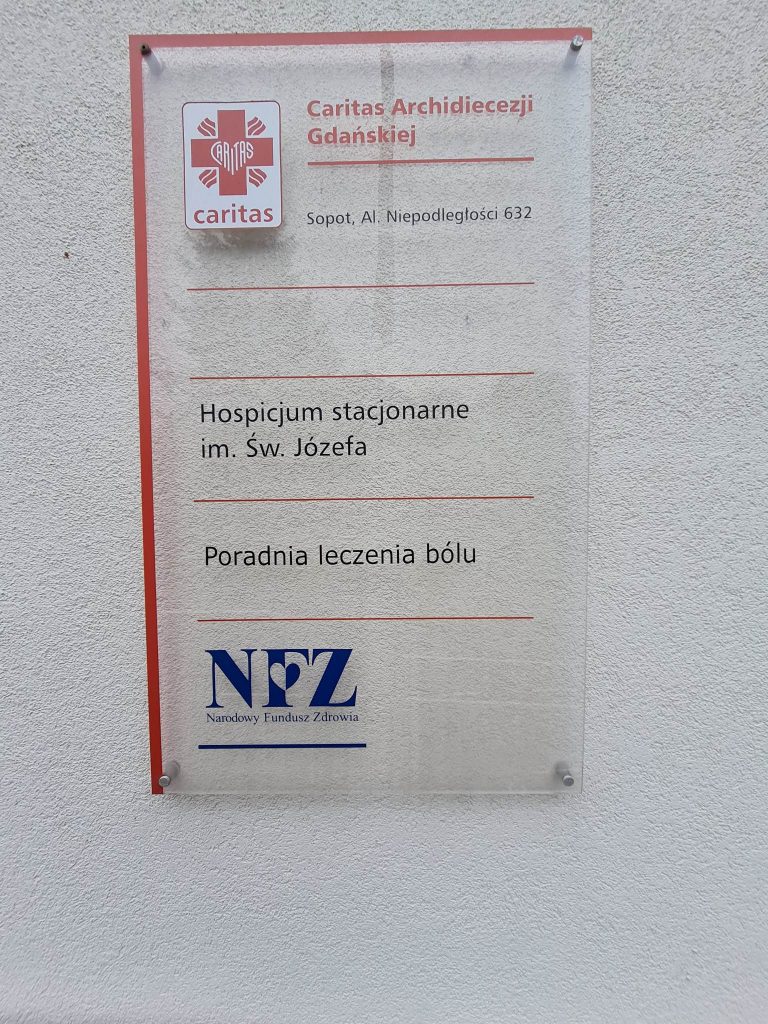 CARITAS
caritas
Caritas Archidiecezji
Gdańskiej
Sopot, Al. Niepodległości 632
Hospicjum stacjonarne
im. Św. Józefa
Poradnia leczenia bólu
NFZ
Narodowy Fundusz Zdrowia